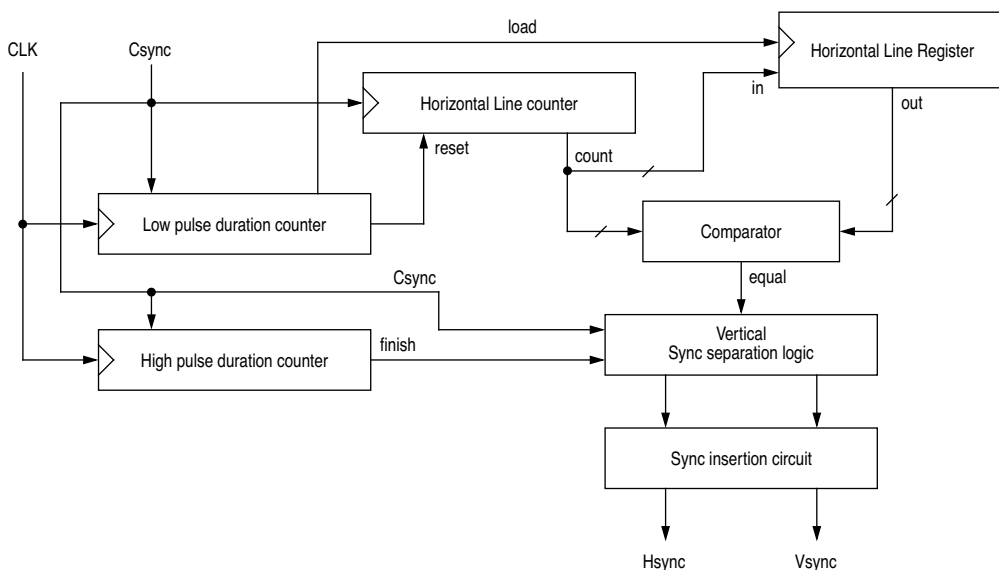 load
CLK
Csync
Horizontal Line Register
Horizontal Line counter
in
out
reset
count
Low pulse duration counter
Comparator
Csync
equal
finish
Vertical
Sync separation logic
High pulse duration counter
Sync insertion circuit
Hsync
Vsync